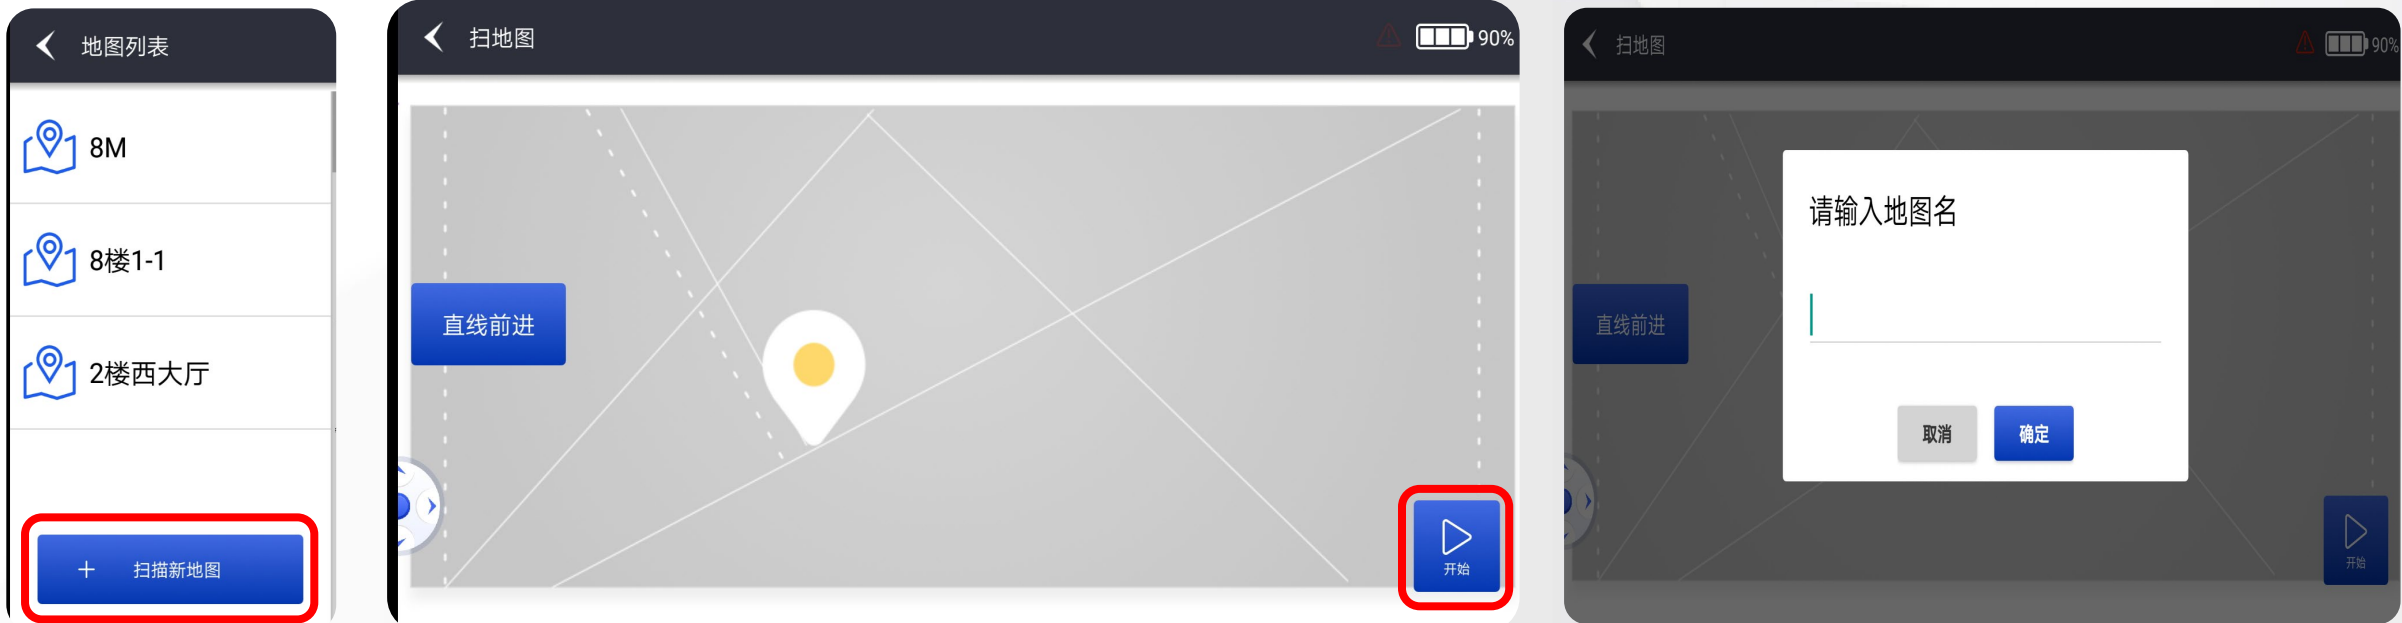 地图列表
8M
8楼1-1
2楼西大厅
+ 扫描新地图
扫地图
90%
直线前进
开始
扫地图
90%
请输入地图名
直线前进
取消
确定
开始